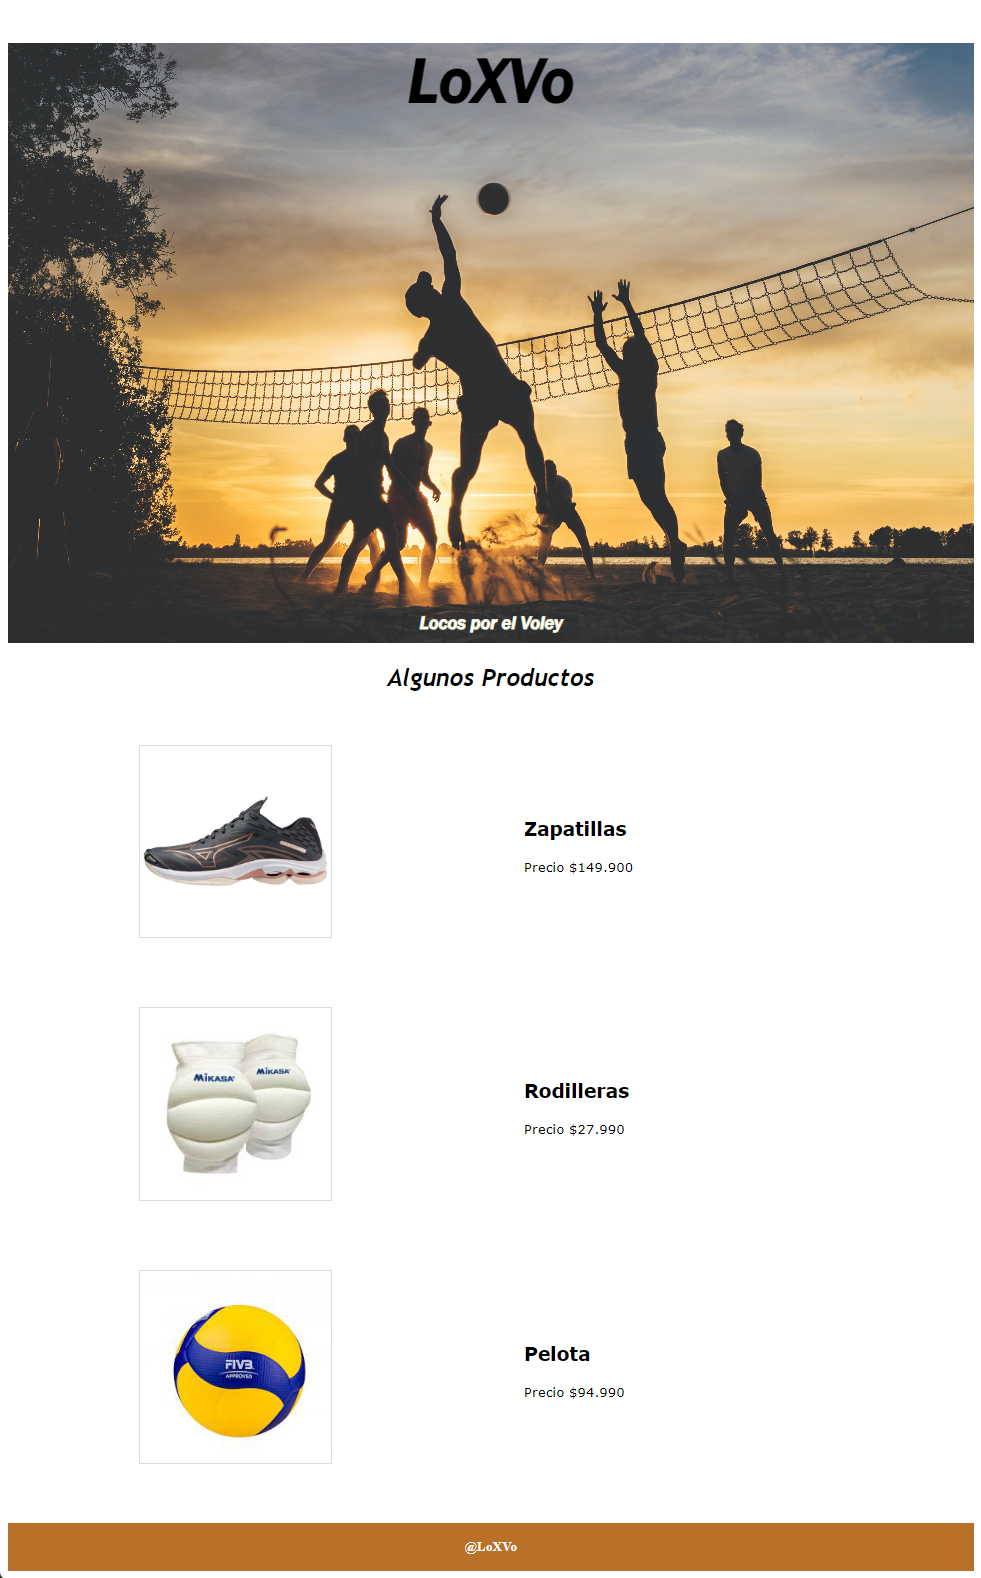 LoXVo
Locos por el Voley
Algunos Productos
Zapatillas
Precio $149.900
MIKASA
MIKASA
Rodilleras
Precio $27.990
FIVB
APPROVED
Pelota
Precio $94.990
@LoXVo